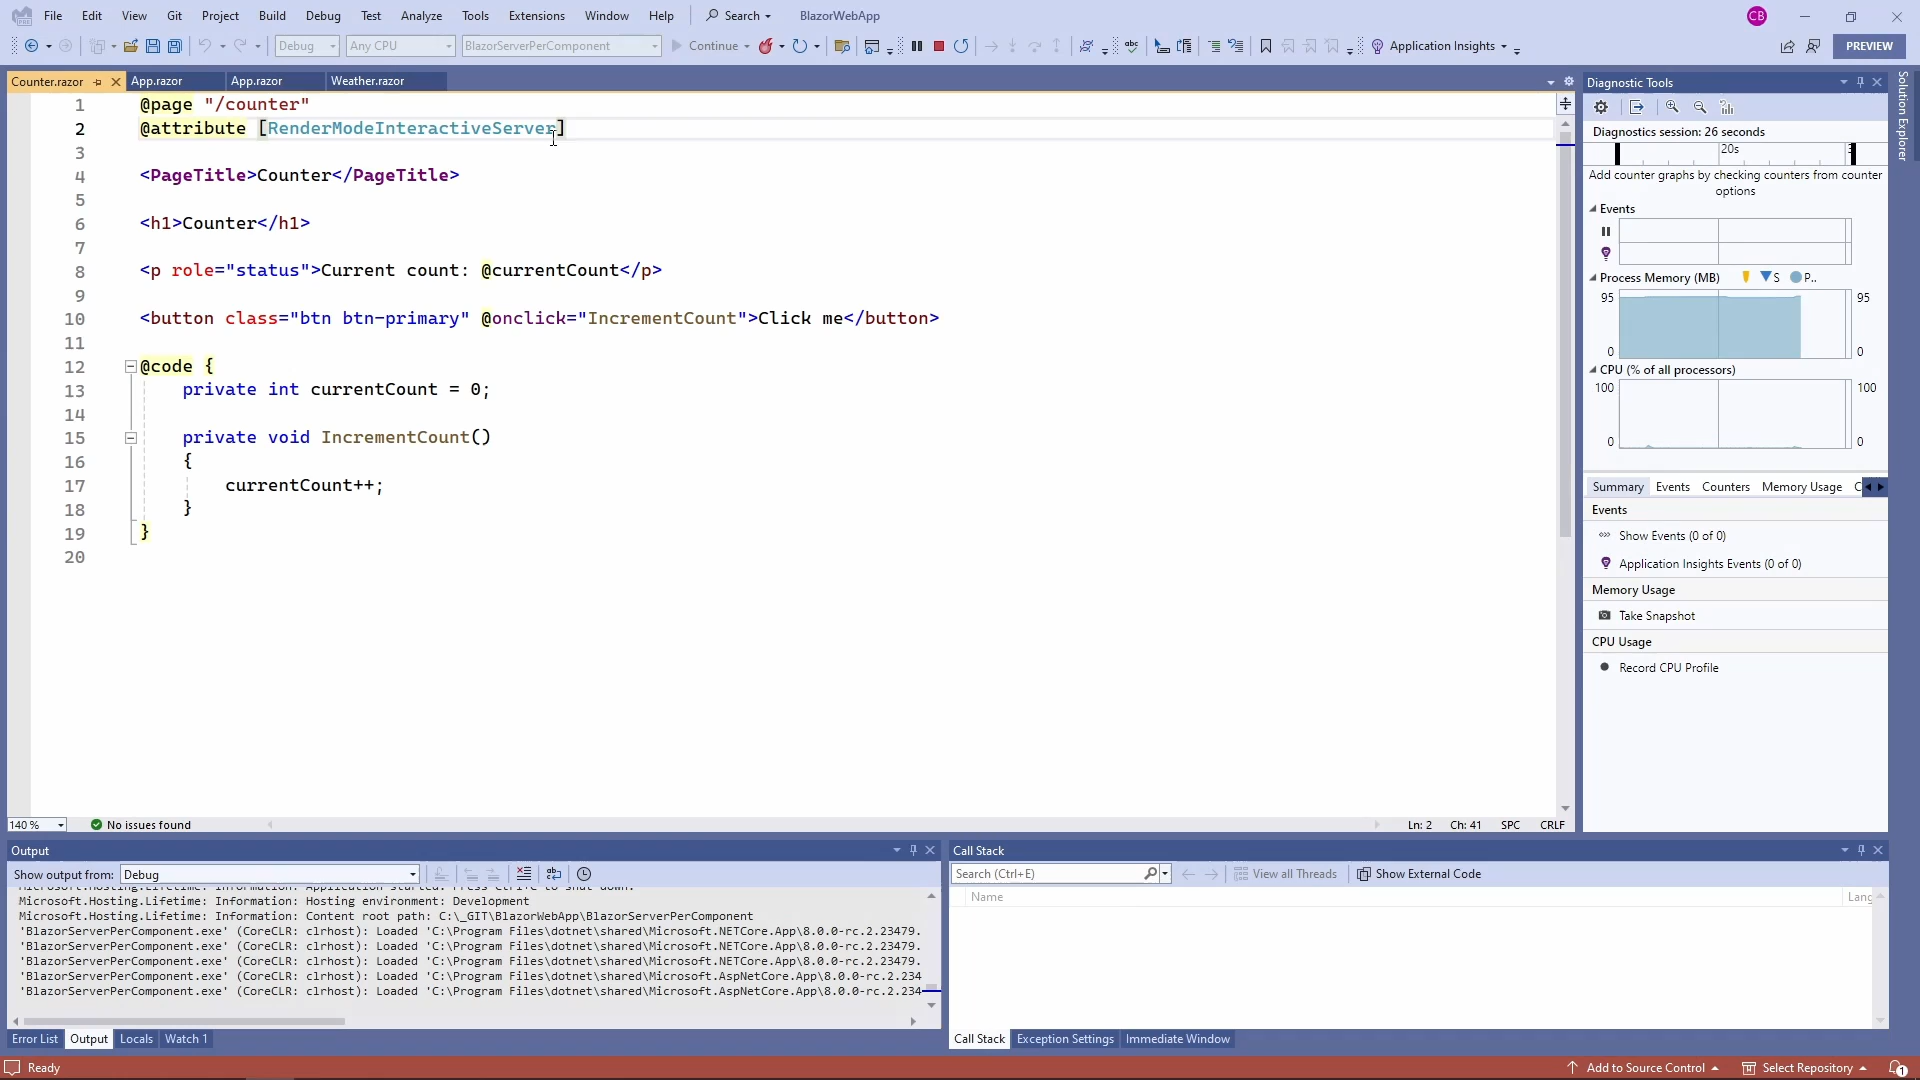 File Edit View Git Project Build Debug Test Analyze Tools Extensions Window Help Search BlazorWebApp CB
Debug Any CPU BlazorServerPerComponent Continue Application Insights PREVIEW
Counter.razor App.razor App.razor Weather.razor
1 @page "/counter"
2 @attribute [RenderModeInteractiveServer]
3
4 <PageTitle>Counter</PageTitle>
5
6 <h1>Counter</h1>
7
8 <p role="status">Current count: @currentCount</p>
9
10 <button class="btn btn-primary" @onclick="IncrementCount">Click me</button>
11
12 @code {
13 private int currentCount = 0;
14
15 private void IncrementCount()
16 {
17 currentCount++;
18 }
19 }
20
140 % No issues found Ln: 2 Ch: 41 SPC CRLF
Diagnostic Tools
Diagnostics session: 26 seconds
20s
Add counter graphs by checking counters from counter
options
Events
Process Memory (MB) S P..
95 95
0 0
CPU (% of all processors)
100 100
0 0
Summary Events Counters Memory Usage C
Events
Show Events (0 of 0)
Application Insights Events (0 of 0)
Memory Usage
Take Snapshot
CPU Usage
Record CPU Profile
Solution Explorer
Output
Show output from: Debug
Microsoft.Hosting.Lifetime: Information: Application started. Press Ctrl+C to shut down.
Microsoft.Hosting.Lifetime: Information: Hosting environment: Development
Microsoft.Hosting.Lifetime: Information: Content root path: C:\_GIT\BlazorWebApp\BlazorServerPerComponent
'BlazorServerPerComponent.exe' (CoreCLR: clrhost): Loaded 'C:\Program Files\dotnet\shared\Microsoft.NETCore.App\8.0.0-rc.2.23479.
'BlazorServerPerComponent.exe' (CoreCLR: clrhost): Loaded 'C:\Program Files\dotnet\shared\Microsoft.NETCore.App\8.0.0-rc.2.23479.
'BlazorServerPerComponent.exe' (CoreCLR: clrhost): Loaded 'C:\Program Files\dotnet\shared\Microsoft.NETCore.App\8.0.0-rc.2.23479.
'BlazorServerPerComponent.exe' (CoreCLR: clrhost): Loaded 'C:\Program Files\dotnet\shared\Microsoft.AspNetCore.App\8.0.0-rc.2.234
'BlazorServerPerComponent.exe' (CoreCLR: clrhost): Loaded 'C:\Program Files\dotnet\shared\Microsoft.AspNetCore.App\8.0.0-rc.2.234
Error List Output Locals Watch 1
Call Stack
Search (Ctrl+E) View all Threads Show External Code
Name Lang
Call Stack Exception Settings Immediate Window
Ready Add to Source Control Select Repository 1